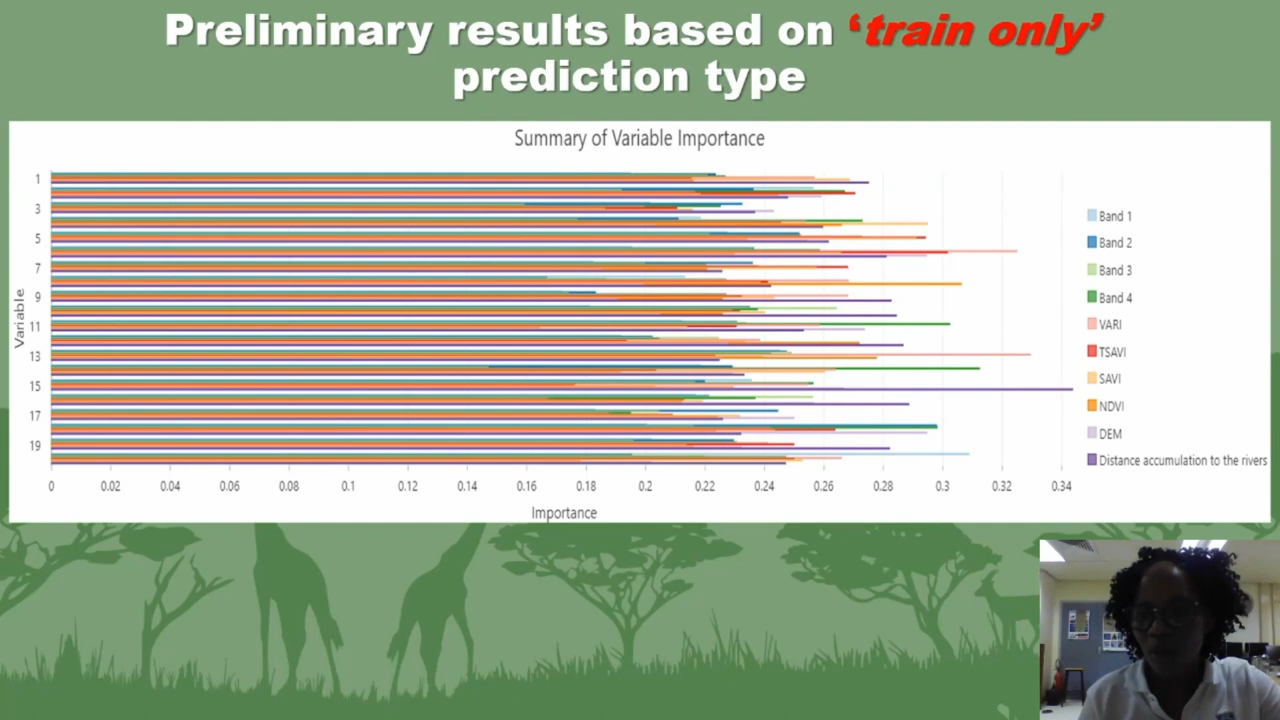 Preliminary results based on ‘train only’
prediction type
Summary of Variable Importance
Variable
1
3
5
7
9
11
13
15
17
19
0 0.02 0.04 0.06 0.08 0.1 0.12 0.14 0.16 0.18 0.2 0.22 0.24 0.26 0.28 0.3 0.32 0.34
Importance
Band 1
Band 2
Band 3
Band 4
VARI
TSAVI
SAVI
NDVI
DEM
Distance accumulation to the rivers